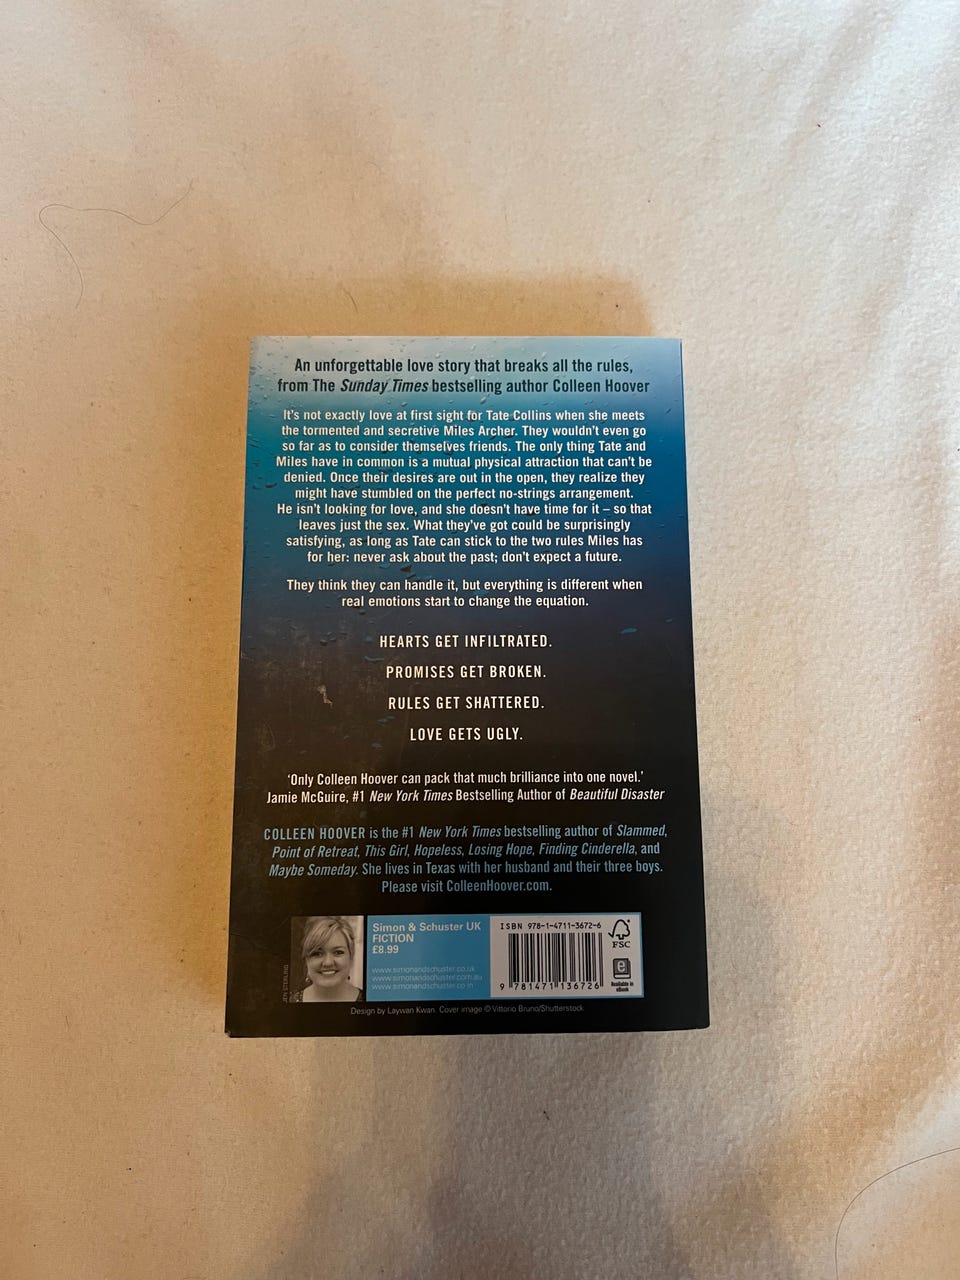 An unforgettable love story that breaks all the rules,
from The Sunday Times bestselling author Colleen Hoover
It's not exactly love at first sight for Tate Collins when she meets
the tormented and secretive Miles Archer. They wouldn't even go
so far as to consider themselves friends. The only thing Tate and
Miles have in common is a mutual physical attraction that can't be
denied. Once their desires are out in the open, they realize they
might have stumbled on the perfect no-strings arrangement.
He isn't looking for love, and she doesn't have time for it – so that
leaves just the sex. What they've got could be surprisingly
satisfying, as long as Tate can stick to the two rules Miles has
for her: never ask about the past; don't expect a future.
They think they can handle it, but everything is different when
real emotions start to change the equation.
HEARTS GET INFILTRATED.
PROMISES GET BROKEN.
RULES GET SHATTERED.
LOVE GETS UGLY.
'Only Colleen Hoover can pack that much brilliance into one novel.'
Jamie McGuire, #1 New York Times Bestselling Author of Beautiful Disaster
COLLEEN HOOVER is the #1 New York Times bestselling author of Slammed,
Point of Retreat, This Girl, Hopeless, Losing Hope, Finding Cinderella, and
Maybe Someday. She lives in Texas with her husband and their three boys.
Please visit ColleenHoover.com.
JEN STERLING
Simon & Schuster UK
FICTION
£8.99
www.simonandschuster.co.uk
www.simonandschuster.com.au
www.simonandschuster.co.in
ISBN 978-1-4711-3672-6
9 781471 136726
FSC
e
Available in
eBook
Design by Laywan Kwan. Cover image © Vittorio Bruno/Shutterstock